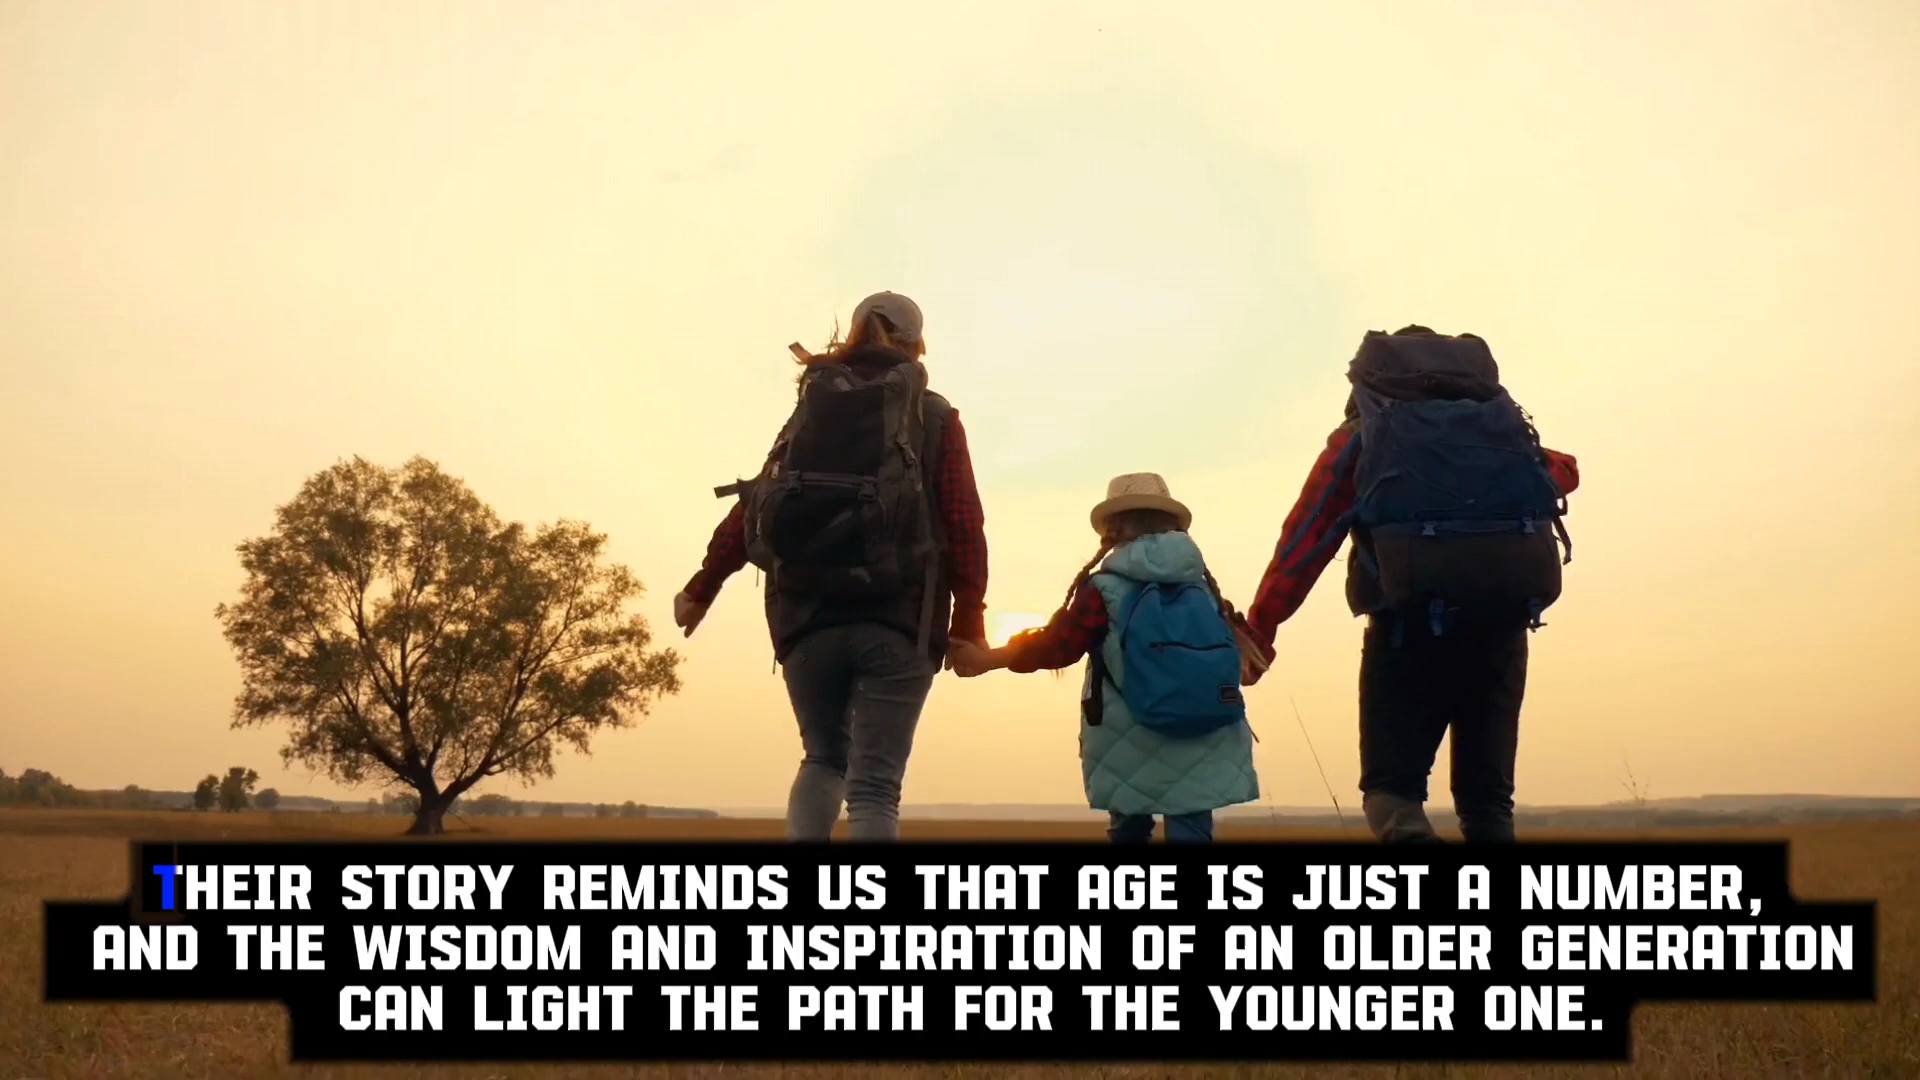 THEIR STORY REMINDS US THAT AGE IS JUST A NUMBER,
AND THE WISDOM AND INSPIRATION OF AN OLDER GENERATION
CAN LIGHT THE PATH FOR THE YOUNGER ONE.